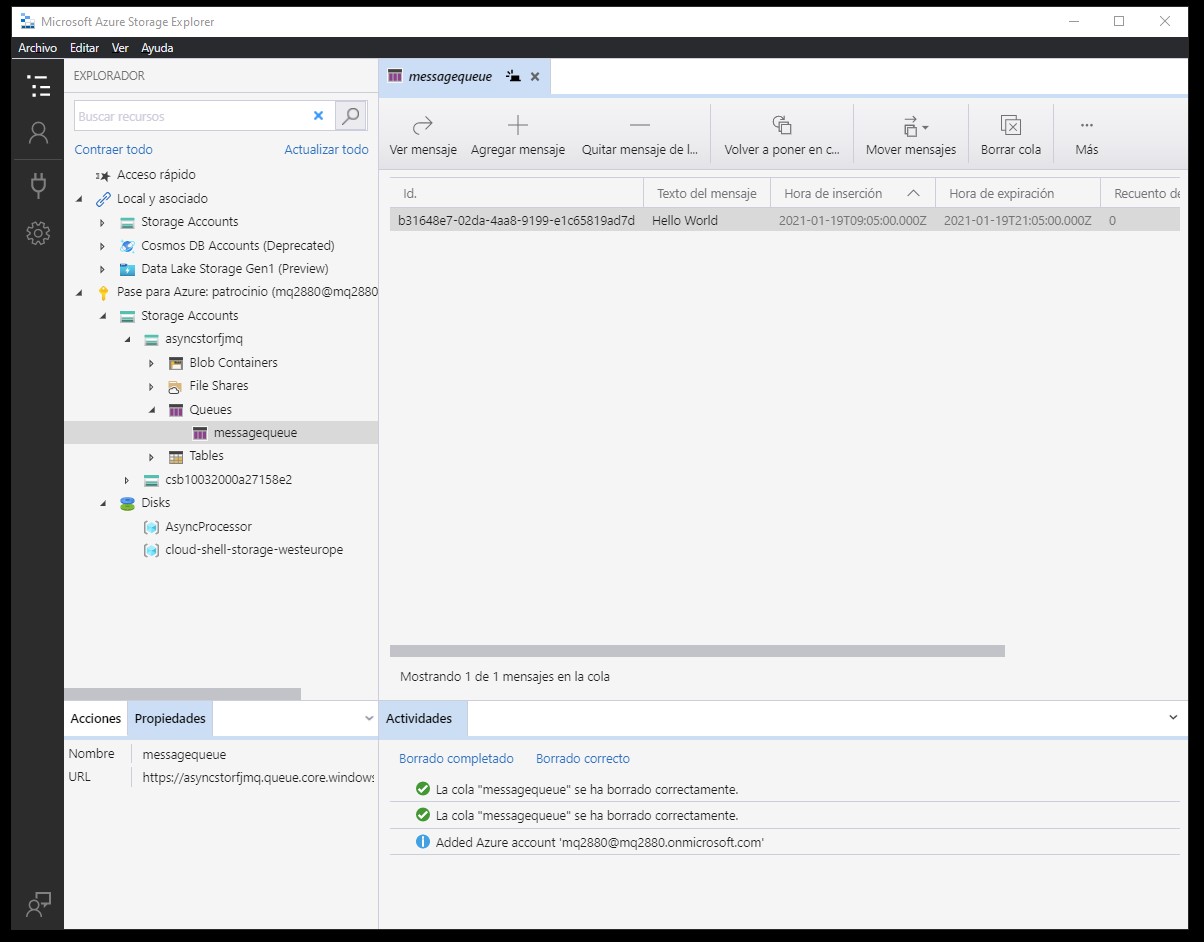 Microsoft Azure Storage Explorer
Archivo Editar Ver Ayuda
EXPLORADOR
Buscar recursos
Contraer todo Actualizar todo
Acceso rápido
Local y asociado
Storage Accounts
Cosmos DB Accounts (Deprecated)
Data Lake Storage Gen1 (Preview)
Pase para Azure: patrocinio (mq2880@mq2880
Storage Accounts
asyncstorfjmq
Blob Containers
File Shares
Queues
messagequeue
Tables
csb10032000a27158e2
Disks
AsyncProcessor
cloud-shell-storage-westeurope
Acciones Propiedades
Nombre messagequeue
URL https://asyncstorfjmq.queue.core.windows
messagequeue
Ver mensaje Agregar mensaje Quitar mensaje de l... Volver a poner en c... Mover mensajes Borrar cola Más
Id. Texto del mensaje Hora de inserción Hora de expiración Recuento de
b31648e7-02da-4aa8-9199-e1c65819ad7d Hello World 2021-01-19T09:05:00.000Z 2021-01-19T21:05:00.000Z 0
Mostrando 1 de 1 mensajes en la cola
Actividades
Borrado completado Borrado correcto
La cola "messagequeue" se ha borrado correctamente.
La cola "messagequeue" se ha borrado correctamente.
Added Azure account 'mq2880@mq2880.onmicrosoft.com'